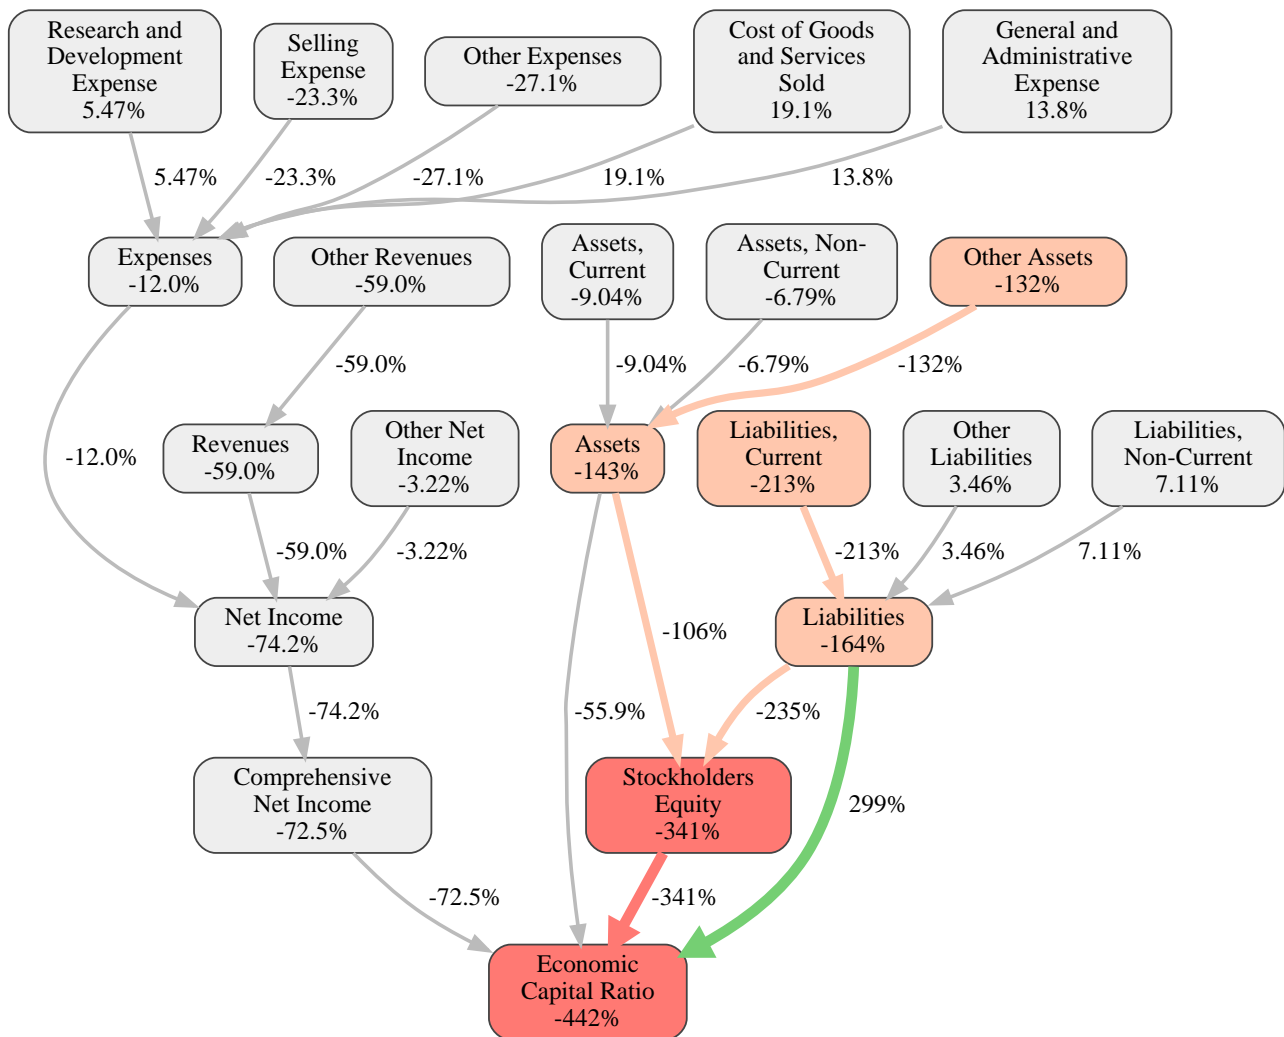 Research and
Development
Expense
5.47%
Selling
Expense
-23.3%
Other Expenses
-27.1%
Cost of Goods
and Services
Sold
19.1%
General and
Administrative
Expense
13.8%
5.47%
-23.3%
-27.1%
19.1%
13.8%
Expenses
-12.0%
Other Revenues
-59.0%
Assets,
Current
-9.04%
Assets, Non-
Current
-6.79%
Other Assets
-132%
-59.0%
-9.04%
-6.79%
-132%
-12.0%
Revenues
-59.0%
Other Net
Income
-3.22%
Assets
-143%
Liabilities,
Current
-213%
Other
Liabilities
3.46%
Liabilities,
Non-Current
7.11%
-59.0%
-3.22%
-213%
3.46%
7.11%
Net Income
-74.2%
-106%
Liabilities
-164%
-74.2%
-55.9%
-235%
Comprehensive
Net Income
-72.5%
Stockholders
Equity
-341%
299%
-72.5%
-341%
Economic
Capital Ratio
-442%